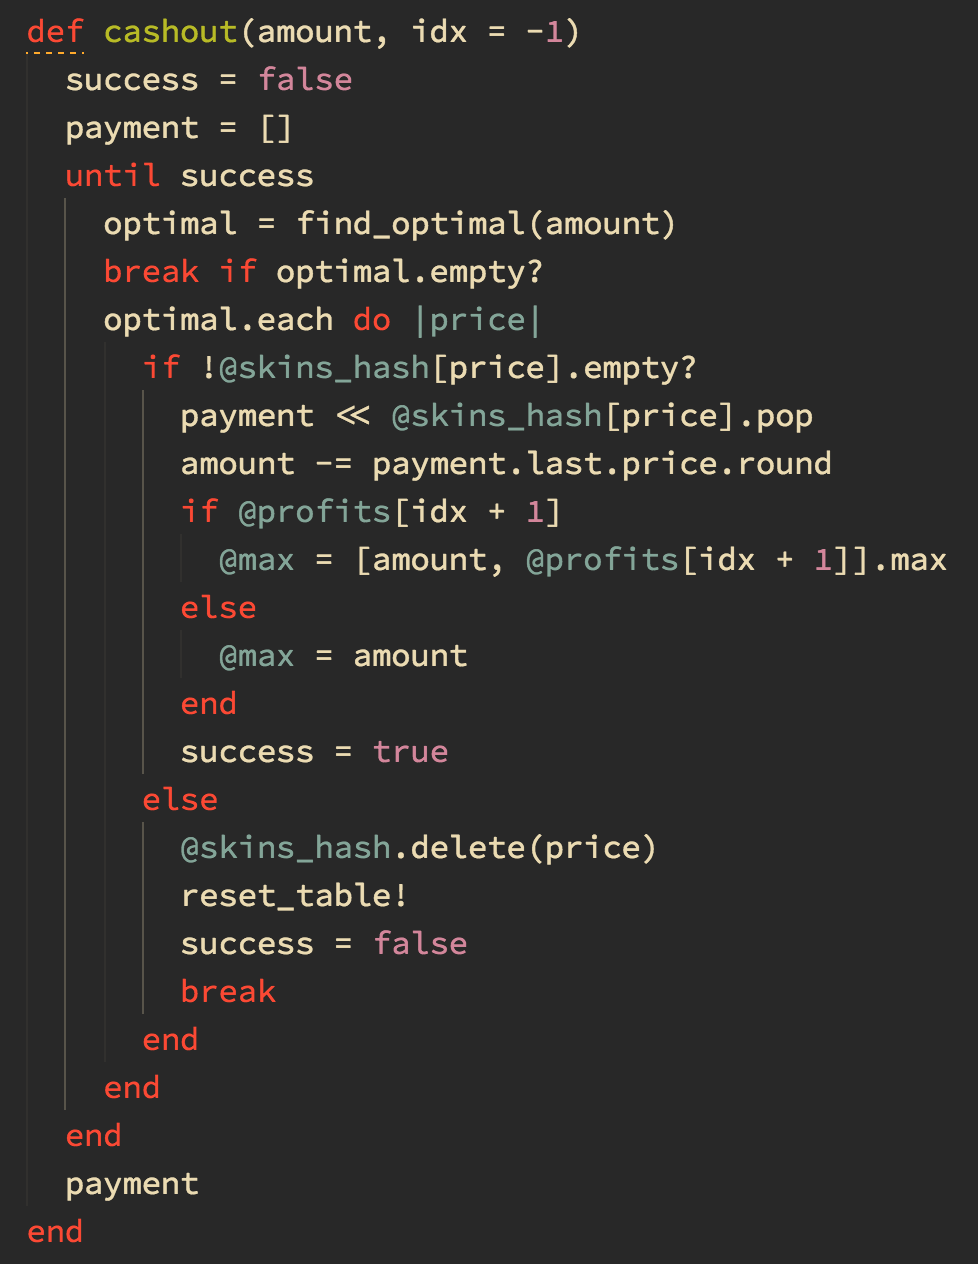 def cashout(amount, idx = -1)
  success = false
  payment = []
  until success
    optimal = find_optimal(amount)
    break if optimal.empty?
    optimal.each do |price|
      if !@skins_hash[price].empty?
        payment << @skins_hash[price].pop
        amount -= payment.last.price.round
        if @profits[idx + 1]
          @max = [amount, @profits[idx + 1]].max
        else
          @max = amount
        end
        success = true
      else
        @skins_hash.delete(price)
        reset_table!
        success = false
        break
      end
    end
  end
  payment
end